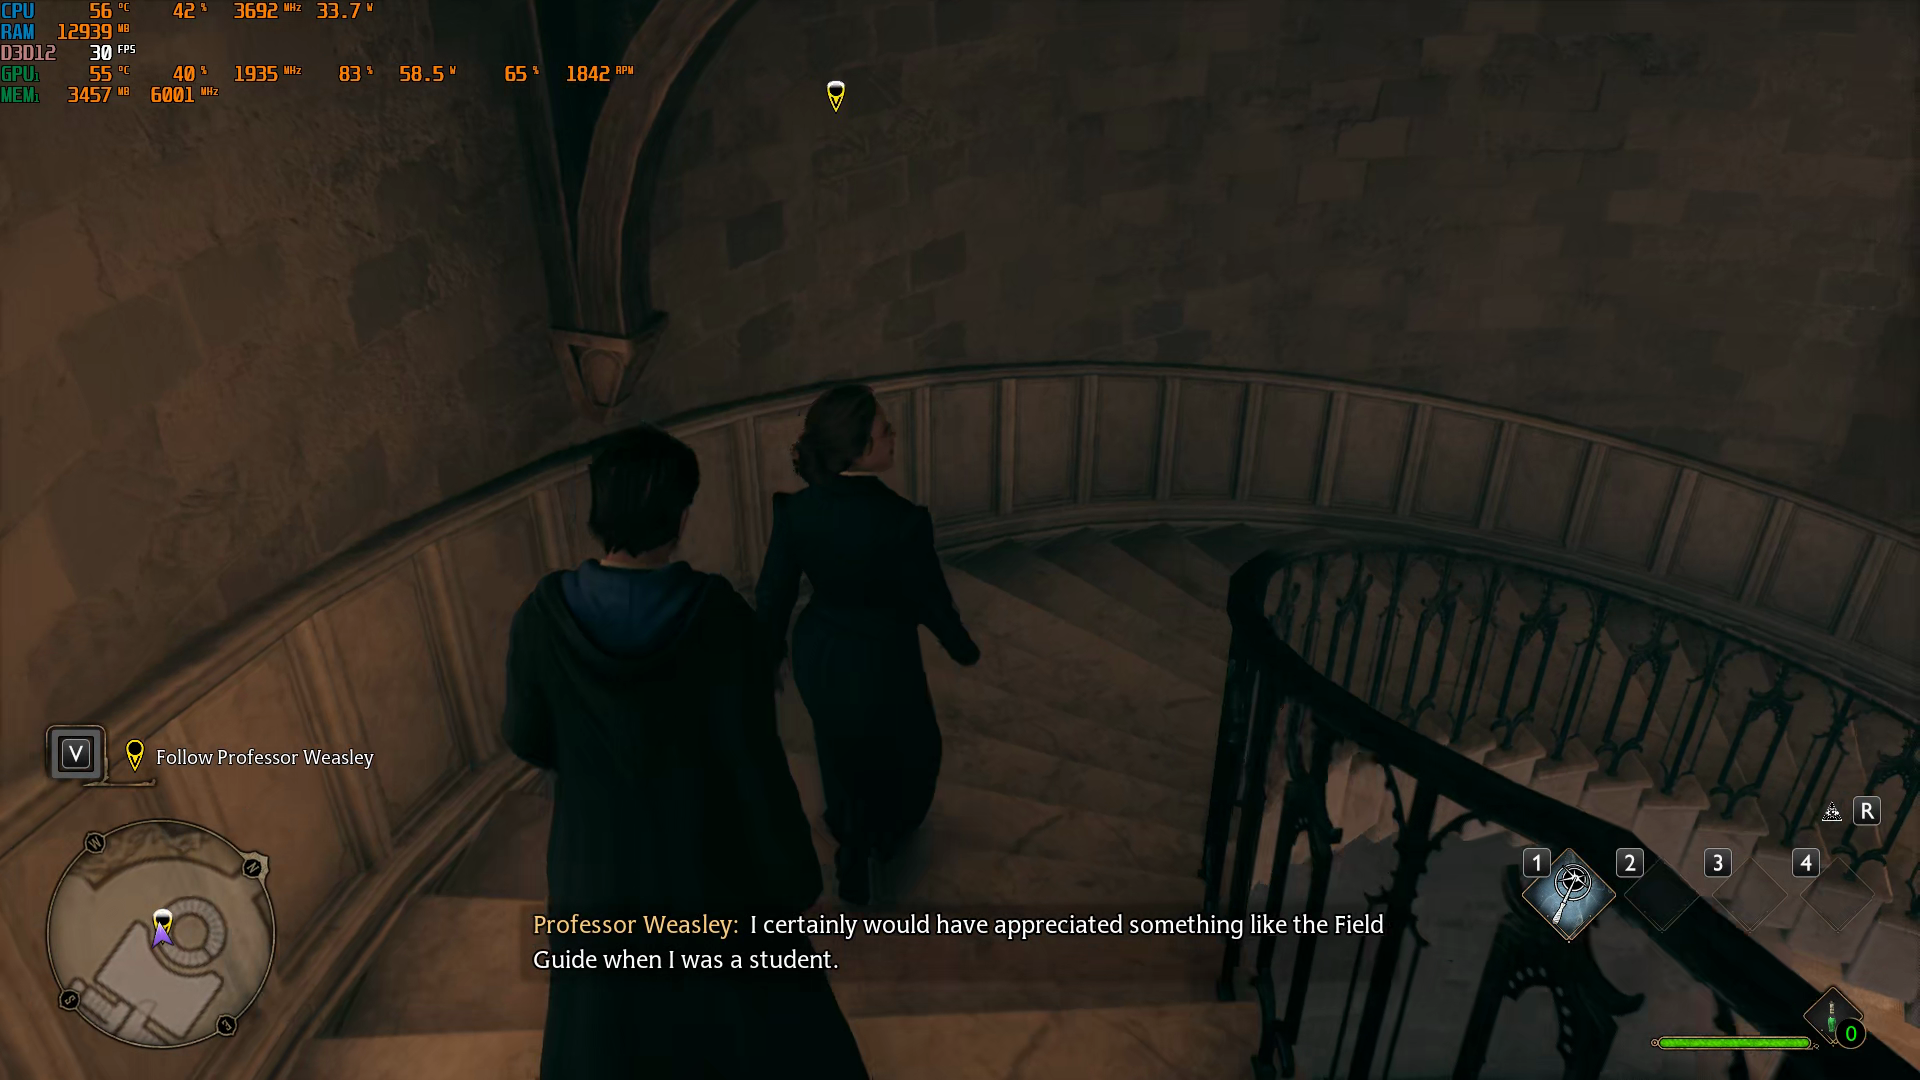 CPU 56 °C 42 % 3692 MHz 33.7 W
RAM 12939 MB
D3D12 30 FPS
GPU1 55 °C 40 % 1935 MHz 83 % 58.5 W 65 % 1842 RPM
MEM1 3457 MB 6001 MHz
V Follow Professor Weasley
R
1 2 3 4
W N
S E
Professor Weasley: I certainly would have appreciated something like the Field
Guide when I was a student.
0